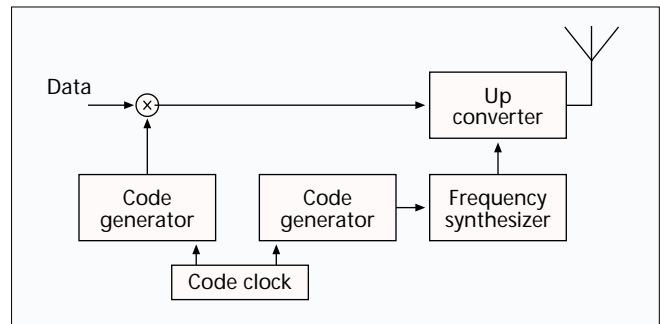 Data
Up
converter
Code
generator
Code
generator
Frequency
synthesizer
Code clock